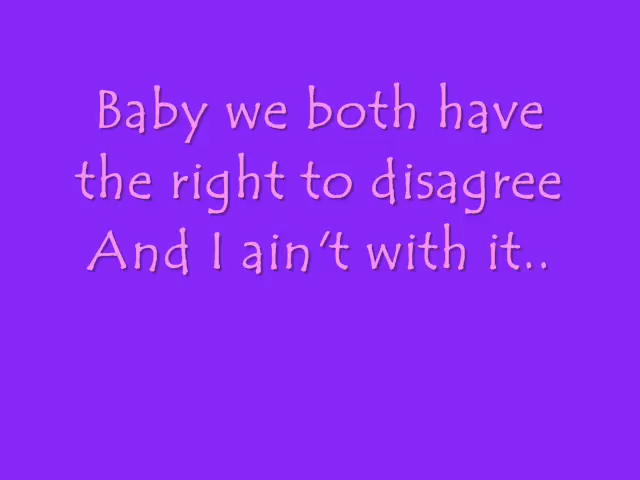 Baby we both have
the right to disagree
And I ain't with it..